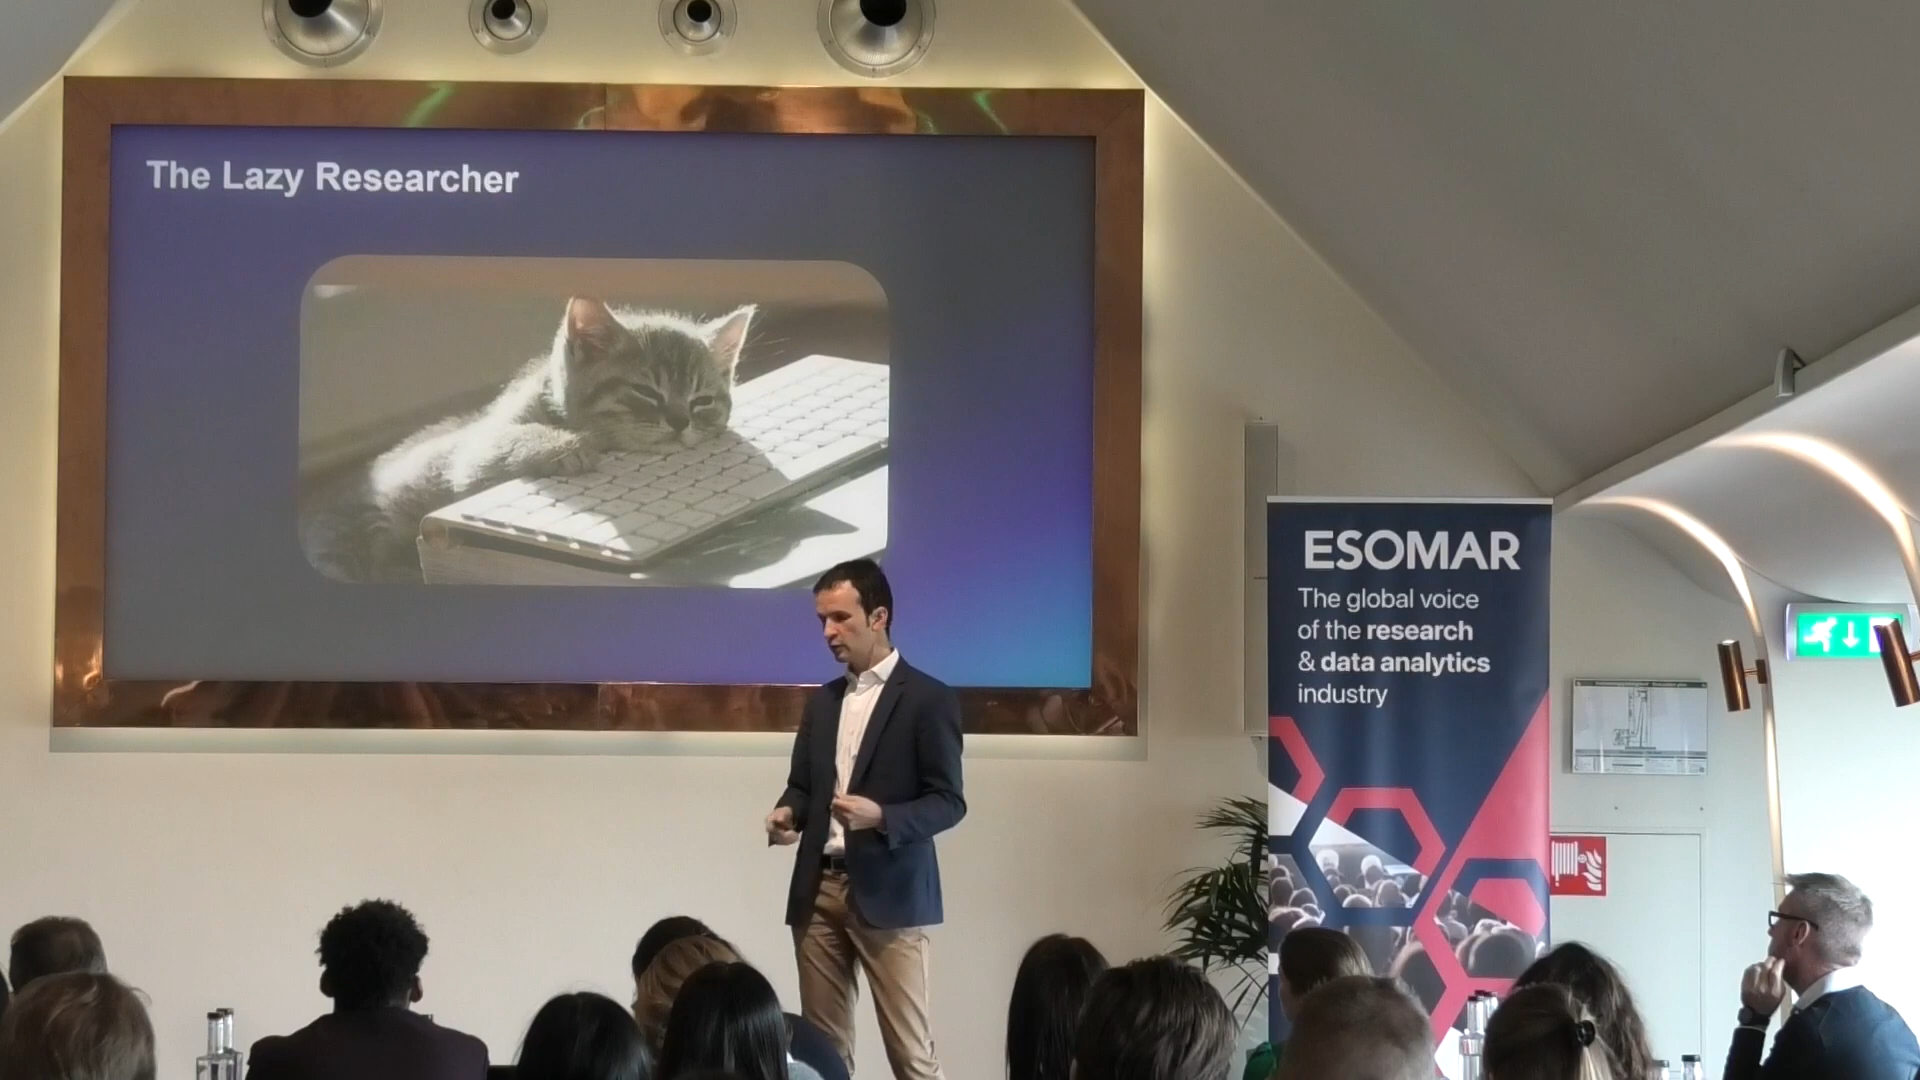 The Lazy Researcher
ESOMAR
The global voice
of the research
& data analytics
industry